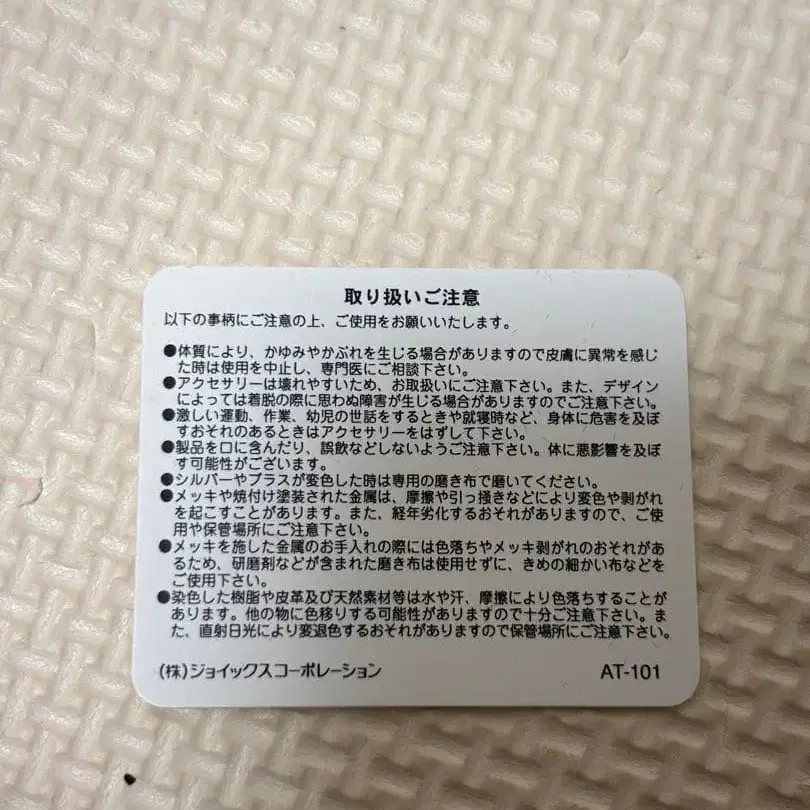 取り扱いご注意
以下の事柄にご注意の上、ご使用をお願いいたします。
●体質により、かゆみやかぶれを生じる場合がありますので皮膚に異常を感じ
た時は使用を中止し、専門医にご相談下さい。
●アクセサリーは壊れやすいため、お取扱いにご注意下さい。また、デザイン
によっては着脱の際に思わぬ障害が生じる場合がありますのでご注意下さい。
●激しい運動、作業、幼児の世話をするときや就寝時など、身体に危害を及ぼ
すおそれのあるときはアクセサリーをはずして下さい。
●製品を口に含んだり、誤飲などしないようご注意下さい。体に悪影響を及ぼ
す可能性がございます。
●シルバーやブラスが変色した時は専用の磨き布で磨いてください。
●メッキや焼付け塗装された金属は、摩擦や引っ掻きなどにより変色や剥がれ
を起こすことがあります。また、経年劣化するおそれがありますので、ご使
用や保管場所にご注意下さい。
●メッキを施した金属のお手入れの際には色落ちやメッキ剥がれのおそれがあ
るため、研磨剤などが含まれた磨き布は使用せずに、きめの細かい布などを
ご使用下さい。
●染色した樹脂や皮革及び天然素材等は水や汗、摩擦により色落ちすることが
あります。他の物に色移りする可能性がありますので十分ご注意下さい。ま
た、直射日光により変退色するおそれがありますので保管場所にご注意下さい。
(株)ジョイックスコーポレーション AT-101